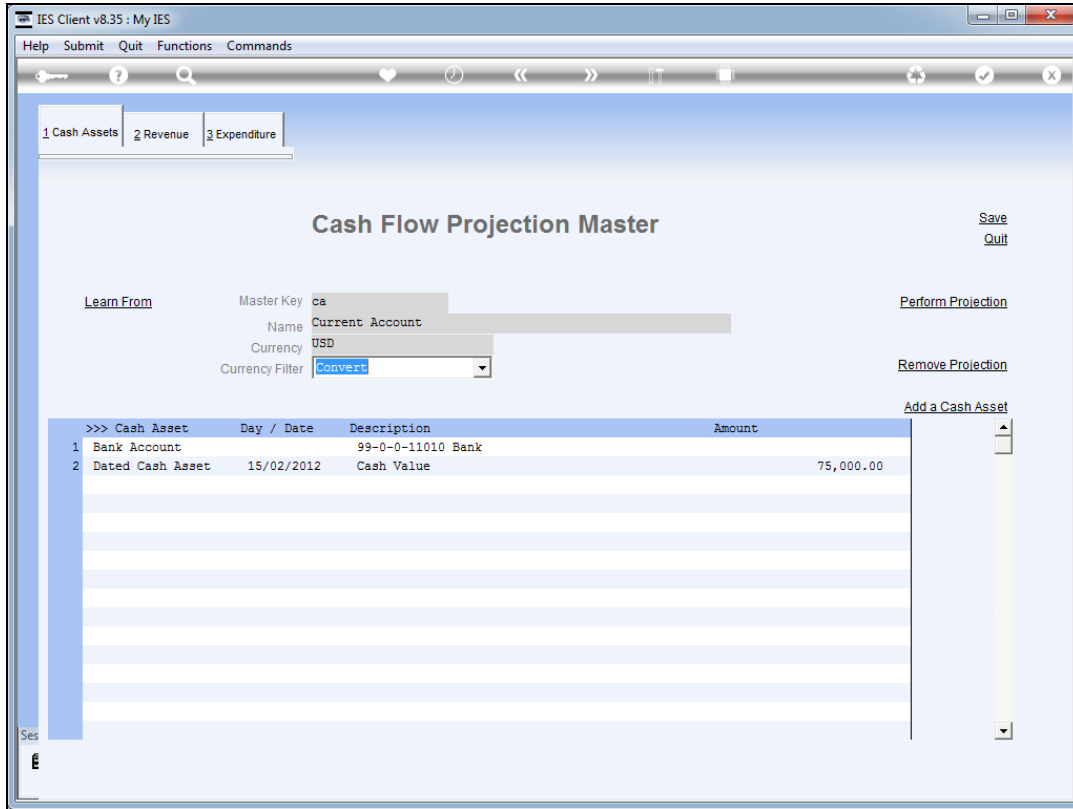 IES Client v8.35 : My IES
Help Submit Quit Functions Commands
1 Cash Assets 2 Revenue 3 Expenditure
Cash Flow Projection Master
Save
Quit
Learn From Master Key ca Perform Projection
Name Current Account
Currency USD
Currency Filter Convert Remove Projection
Add a Cash Asset
>>> Cash Asset Day / Date Description Amount
1 Bank Account 99-0-0-11010 Bank
2 Dated Cash Asset 15/02/2012 Cash Value 75,000.00
Ses